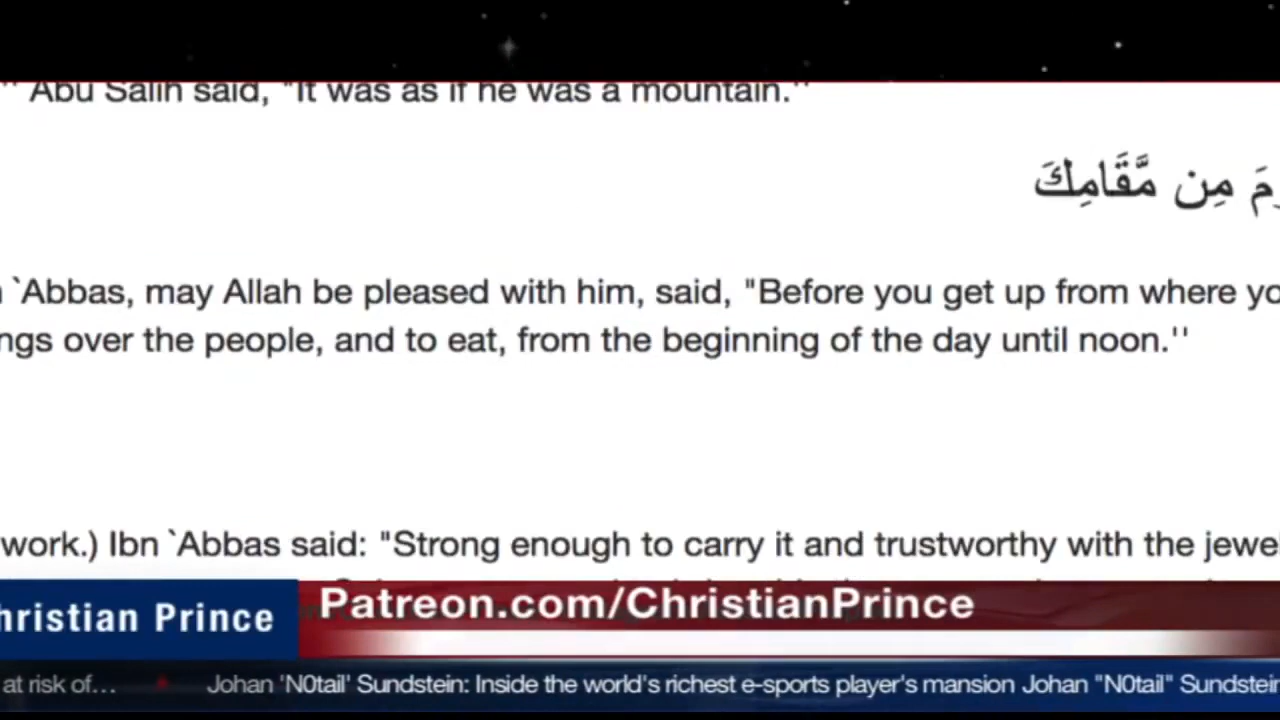 '' Abu Salih said, "It was as if he was a mountain.''
مِن مَّقَامِكَ
`Abbas, may Allah be pleased with him, said, "Before you get up from where yo
ngs over the people, and to eat, from the beginning of the day until noon.''
work.) Ibn `Abbas said: "Strong enough to carry it and trustworthy with the jewel
Patreon.com/ChristianPrince
hristian Prince
at risk of… Johan 'N0tail' Sundstein: Inside the world's richest e-sports player's mansion Johan "N0tail" Sundstein